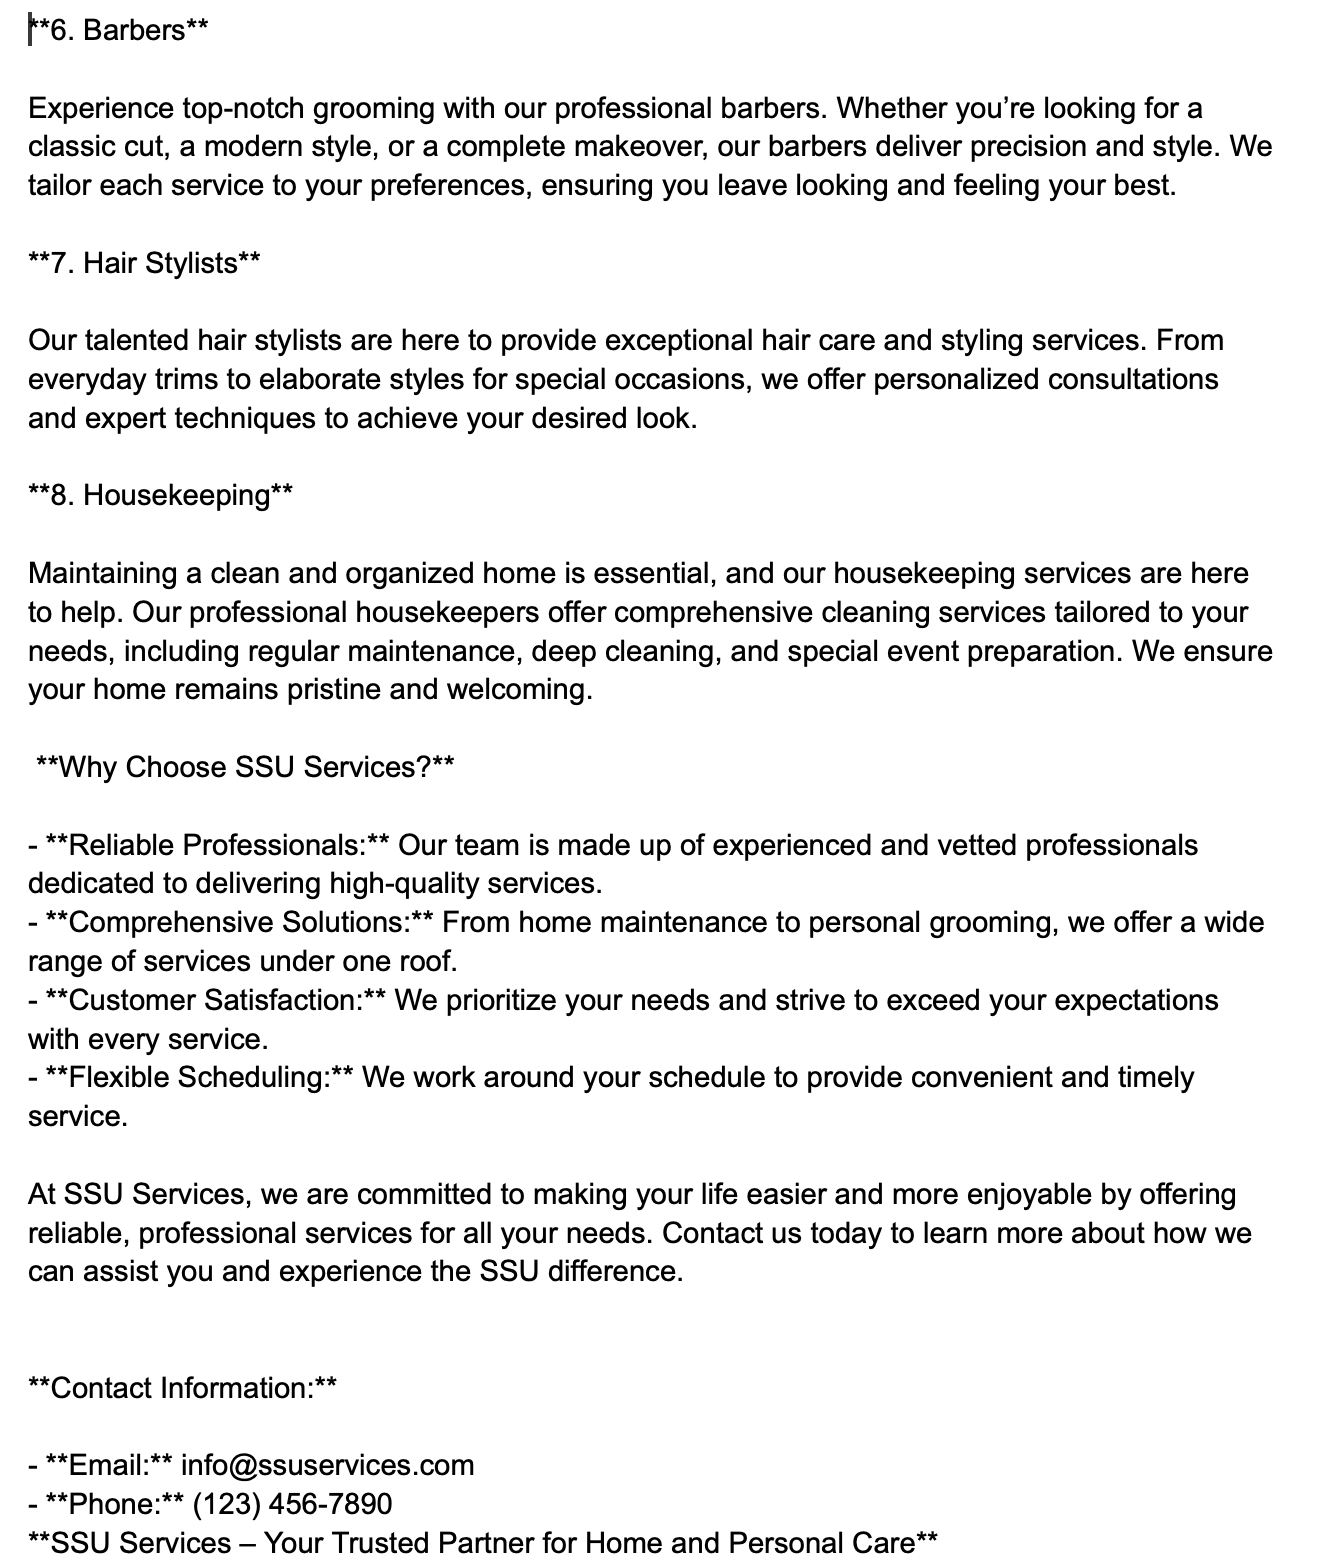 **6. Barbers**
Experience top-notch grooming with our professional barbers. Whether you’re looking for a
classic cut, a modern style, or a complete makeover, our barbers deliver precision and style. We
tailor each service to your preferences, ensuring you leave looking and feeling your best.
**7. Hair Stylists**
Our talented hair stylists are here to provide exceptional hair care and styling services. From
everyday trims to elaborate styles for special occasions, we offer personalized consultations
and expert techniques to achieve your desired look.
**8. Housekeeping**
Maintaining a clean and organized home is essential, and our housekeeping services are here
to help. Our professional housekeepers offer comprehensive cleaning services tailored to your
needs, including regular maintenance, deep cleaning, and special event preparation. We ensure
your home remains pristine and welcoming.
**Why Choose SSU Services?**
- **Reliable Professionals:** Our team is made up of experienced and vetted professionals
dedicated to delivering high-quality services.
- **Comprehensive Solutions:** From home maintenance to personal grooming, we offer a wide
range of services under one roof.
- **Customer Satisfaction:** We prioritize your needs and strive to exceed your expectations
with every service.
- **Flexible Scheduling:** We work around your schedule to provide convenient and timely
service.
At SSU Services, we are committed to making your life easier and more enjoyable by offering
reliable, professional services for all your needs. Contact us today to learn more about how we
can assist you and experience the SSU difference.
**Contact Information:**
- **Email:** info@ssuservices.com
- **Phone:** (123) 456-7890
**SSU Services – Your Trusted Partner for Home and Personal Care**